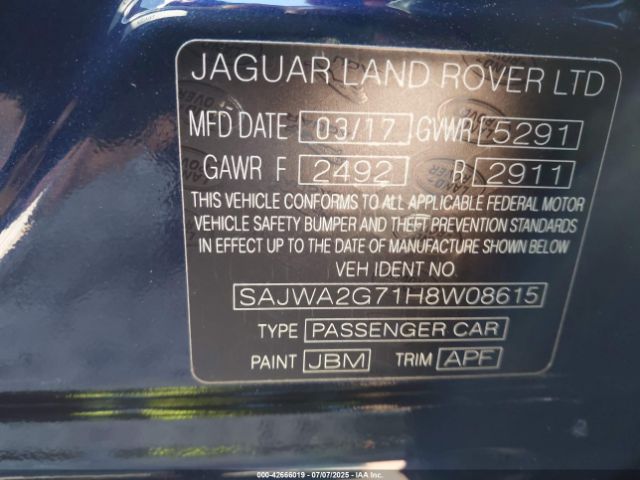 JAGUAR LAND ROVER LTD
MFD DATE 03/17 GVWR 5291
GAWR F 2492 R 2911
THIS VEHICLE CONFORMS TO ALL APPLICABLE FEDERAL MOTOR
VEHICLE SAFETY BUMPER AND THEFT PREVENTION STANDARDS
IN EFFECT UP TO THE DATE OF MANUFACTURE SHOWN BELOW
VEH IDENT NO.
SAJWA2G71H8W08615
TYPE PASSENGER CAR
PAINT JBM TRIM APF
000-42666019 | 07/07/2025 | IAA Inc.